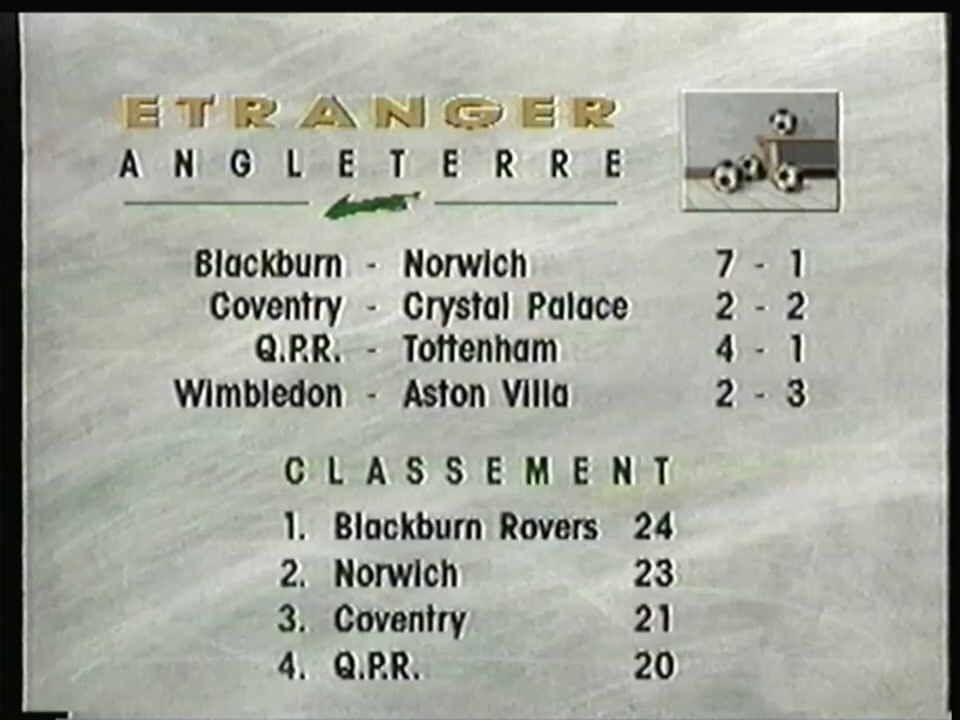 ETRANGER
ANGLETERRE
Blackburn - Norwich 7 - 1
Coventry - Crystal Palace 2 - 2
Q.P.R. - Tottenham 4 - 1
Wimbledon - Aston Villa 2 - 3
CLASSEMENT
1. Blackburn Rovers 24
2. Norwich 23
3. Coventry 21
4. Q.P.R. 20